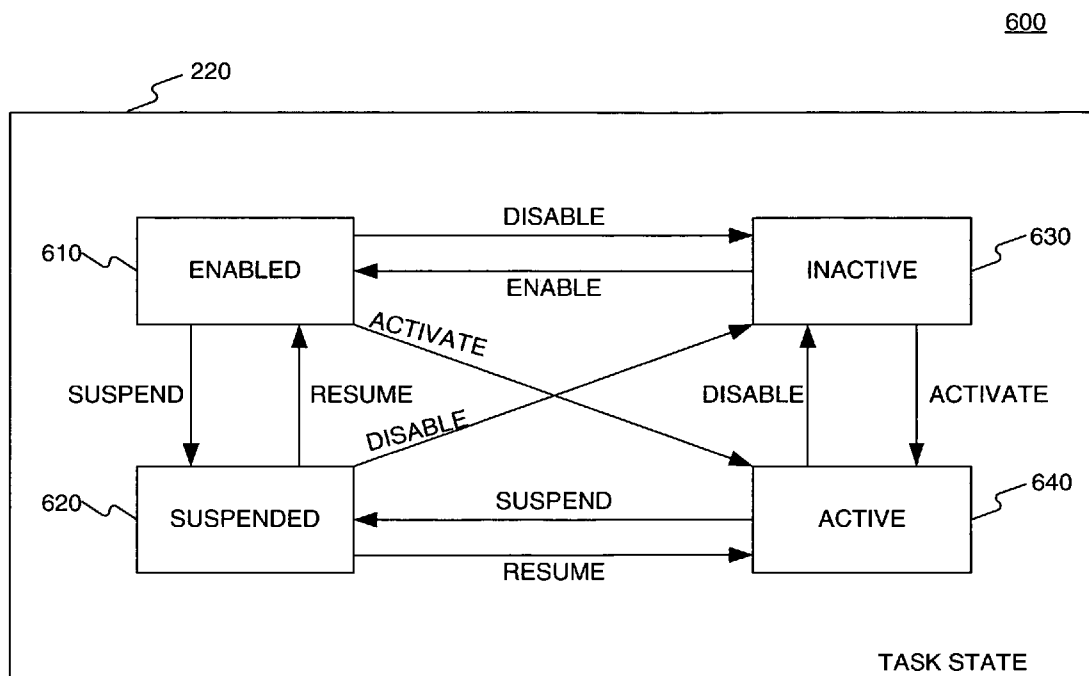 600
220
DISABLE
610
ENABLED
INACTIVE
630
ENABLE
ACTIVATE
SUSPEND
RESUME
DISABLE
DISABLE
ACTIVATE
620
SUSPENDED
SUSPEND
ACTIVE
640
RESUME
TASK STATE